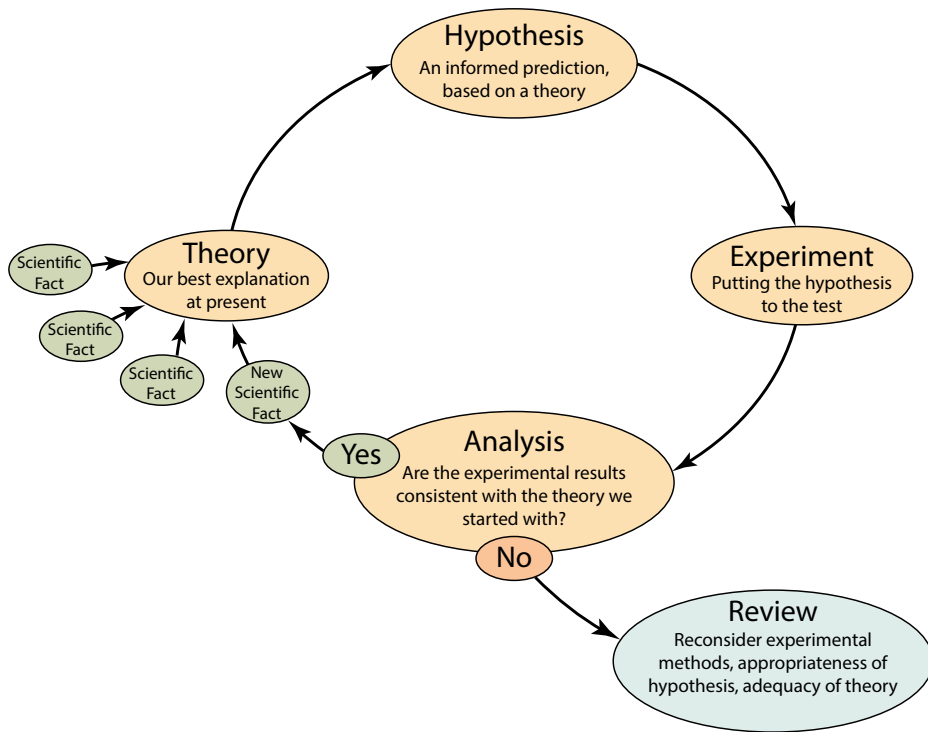 Hypothesis
An informed prediction,
based on a theory
Experiment
Putting the hypothesis
to the test
Theory
Our best explanation
at present
Scientific
Fact
Scientific
Fact
Scientific
Fact
New
Scientific
Fact
Yes
Analysis
Are the experimental results
consistent with the theory we
started with?
No
Review
Reconsider experimental
methods, appropriateness of
hypothesis, adequacy of theory